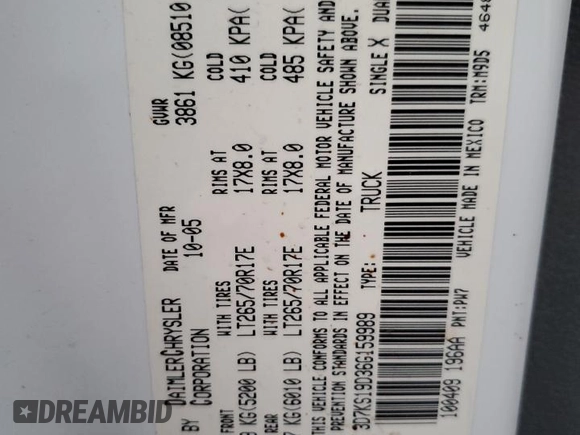 DAIMLERCHRYSLER
CORPORATION
BY
DATE OF MFR
10-05
GVWR
3861 KG(08510
FRONT
WITH TIRES
RIMS AT
COLD
KG(5200 LB) LT265/70R17E 17X8.0 410 KPA(
REAR
WITH TIRES
RIMS AT
COLD
KG(6010 LB) LT265/70R17E 17X8.0 485 KPA(
THIS VEHICLE CONFORMS TO ALL APPLICABLE FEDERAL MOTOR VEHICLE SAFETY AND
PREVENTION STANDARDS IN EFFECT ON THE DATE OF MANUFACTURE SHOWN ABOVE.
3D7KS19D36G159989 TYPE: TRUCK SINGLE X DUA
4648
100409 196AA PNT:PW7 VEHICLE MADE IN MEXICO TRM:M9D5
DREAMBID